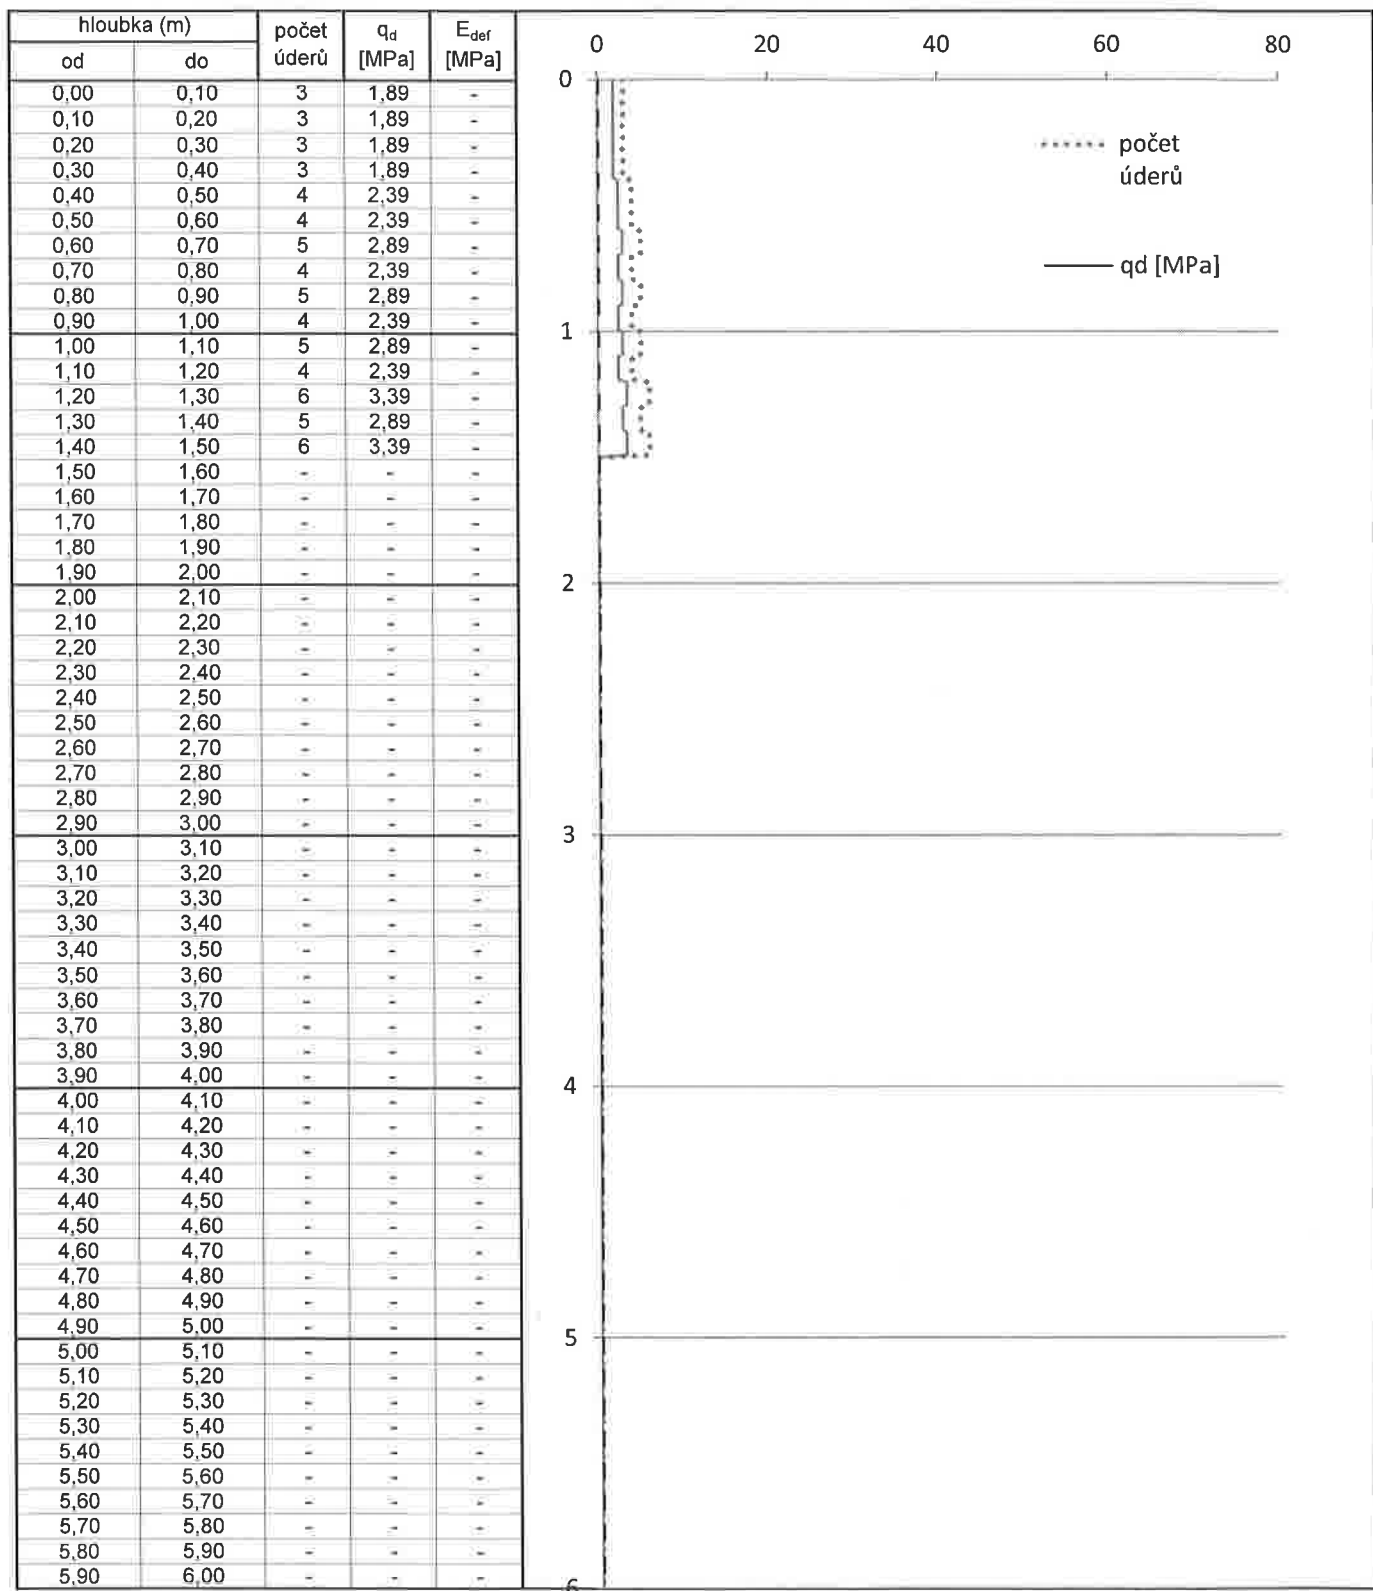 hloubka (m) počet úderů qd [MPa] Edef [MPa]
od do
0,00 0,10 3 1,89 -
0,10 0,20 3 1,89 -
0,20 0,30 3 1,89 -
0,30 0,40 3 1,89 -
0,40 0,50 4 2,39 -
0,50 0,60 4 2,39 -
0,60 0,70 5 2,89 -
0,70 0,80 4 2,39 -
0,80 0,90 5 2,89 -
0,90 1,00 4 2,39 -
1,00 1,10 5 2,89 -
1,10 1,20 4 2,39 -
1,20 1,30 6 3,39 -
1,30 1,40 5 2,89 -
1,40 1,50 6 3,39 -
1,50 1,60 - - -
1,60 1,70 - - -
1,70 1,80 - - -
1,80 1,90 - - -
1,90 2,00 - - -
2,00 2,10 - - -
2,10 2,20 - - -
2,20 2,30 - - -
2,30 2,40 - - -
2,40 2,50 - - -
2,50 2,60 - - -
2,60 2,70 - - -
2,70 2,80 - - -
2,80 2,90 - - -
2,90 3,00 - - -
3,00 3,10 - - -
3,10 3,20 - - -
3,20 3,30 - - -
3,30 3,40 - - -
3,40 3,50 - - -
3,50 3,60 - - -
3,60 3,70 - - -
3,70 3,80 - - -
3,80 3,90 - - -
3,90 4,00 - - -
4,00 4,10 - - -
4,10 4,20 - - -
4,20 4,30 - - -
4,30 4,40 - - -
4,40 4,50 - - -
4,50 4,60 - - -
4,60 4,70 - - -
4,70 4,80 - - -
4,80 4,90 - - -
4,90 5,00 - - -
5,00 5,10 - - -
5,10 5,20 - - -
5,20 5,30 - - -
5,30 5,40 - - -
5,40 5,50 - - -
5,50 5,60 - - -
5,60 5,70 - - -
5,70 5,80 - - -
5,80 5,90 - - -
5,90 6,00 - - -
0 20 40 60 80
0
počet
úderů
qd [MPa]
1
2
3
4
5
6